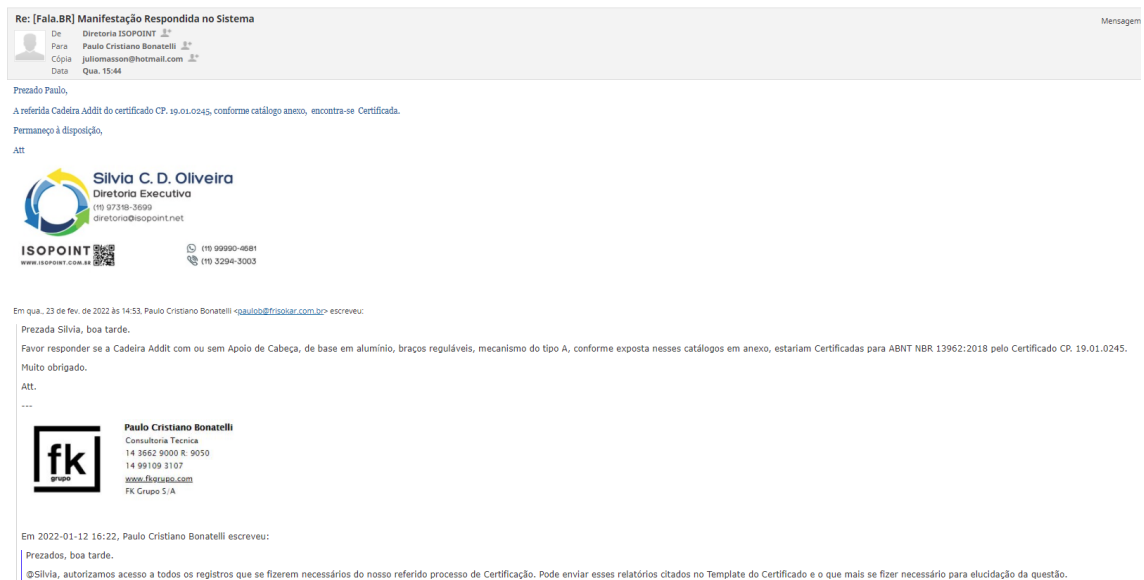 Re: [Fala.BR] Manifestação Respondida no Sistema
Mensagem
De Diretoria ISOPOINT
Para Paulo Cristiano Bonatelli
Cópia juliomasson@hotmail.com
Data Qua. 15:44
Prezado Paulo,
A referida Cadeira Addit do certificado CP. 19.01.0245, conforme catálogo anexo, encontra-se Certificada.
Permaneço à disposição,
Att
Silvia C. D. Oliveira
Diretoria Executiva
(11) 97318-3699
diretoria@isopoint.net
ISOPOINT
WWW.ISOPOINT.COM.BR
(11) 99990-4681
(11) 3294-3003
Em qua., 23 de fev. de 2022 às 14:53, Paulo Cristiano Bonatelli <paulob@frisokar.com.br> escreveu:
Prezada Silvia, boa tarde.
Favor responder se a Cadeira Addit com ou sem Apoio de Cabeça, de base em alumínio, braços reguláveis, mecanismo do tipo A, conforme exposta nesses catálogos em anexo, estariam Certificadas para ABNT NBR 13962:2018 pelo Certificado CP. 19.01.0245.
Muito obrigado.
Att.
---
fk
grupo
Paulo Cristiano Bonatelli
Consultoria Tecnica
14 3662 9000 R: 9050
14 99109 3107
www.fkgrupo.com
FK Grupo S/A
Em 2022-01-12 16:22, Paulo Cristiano Bonatelli escreveu:
Prezados, boa tarde.
@Silvia, autorizamos acesso a todos os registros que se fizerem necessários do nosso referido processo de Certificação. Pode enviar esses relatórios citados no Template do Certificado e o que mais se fizer necessário para elucidação da questão.